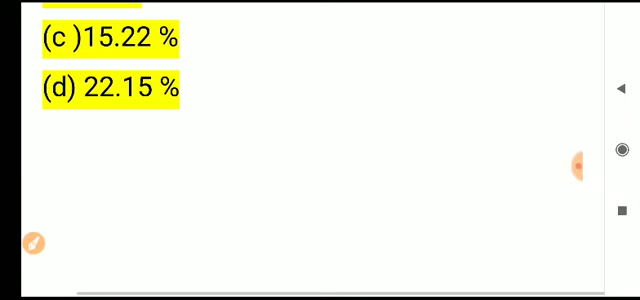 (c )15.22 %
(d) 22.15 %